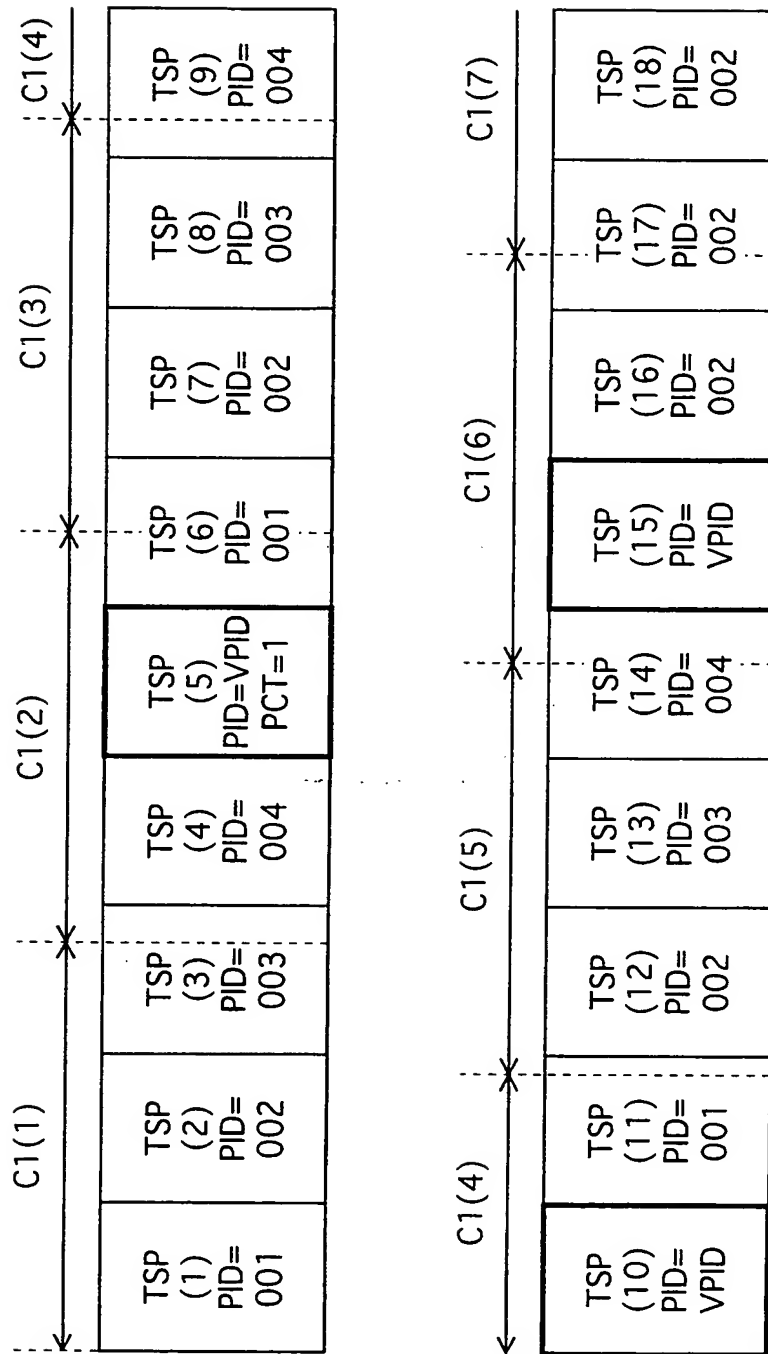 C1(1)
C1(2)
C1(3)
C1(4)
TSP
(1)
PID=
001
TSP
(2)
PID=
002
TSP
(3)
PID=
003
TSP
(4)
PID=
004
TSP
(5)
PID=VPID
PCT=1
TSP
(6)
PID=
001
TSP
(7)
PID=
002
TSP
(8)
PID=
003
TSP
(9)
PID=
004
C1(4)
C1(5)
C1(6)
C1(7)
TSP
(10)
PID=
VPID
TSP
(11)
PID=
001
TSP
(12)
PID=
002
TSP
(13)
PID=
003
TSP
(14)
PID=
004
TSP
(15)
PID=
VPID
TSP
(16)
PID=
002
TSP
(17)
PID=
002
TSP
(18)
PID=
002